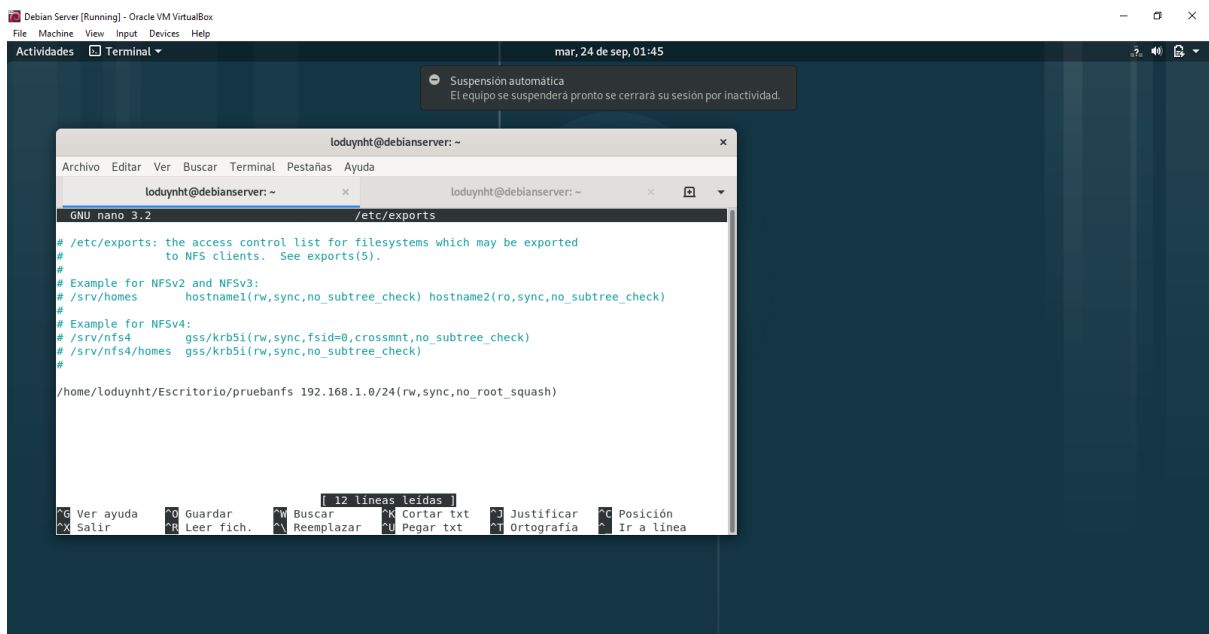 Debian Server [Running] - Oracle VM VirtualBox
File Machine View Input Devices Help
Actividades Terminal mar, 24 de sep, 01:45
Suspensión automática
El equipo se suspenderá pronto se cerrará su sesión por inactividad.
loduynht@debianserver: ~
Archivo Editar Ver Buscar Terminal Pestañas Ayuda
loduynht@debianserver: ~ loduynht@debianserver: ~
GNU nano 3.2 /etc/exports
# /etc/exports: the access control list for filesystems which may be exported
# to NFS clients. See exports(5).
#
# Example for NFSv2 and NFSv3:
# /srv/homes hostname1(rw,sync,no_subtree_check) hostname2(ro,sync,no_subtree_check)
#
# Example for NFSv4:
# /srv/nfs4 gss/krb5i(rw,sync,fsid=0,crossmnt,no_subtree_check)
# /srv/nfs4/homes gss/krb5i(rw,sync,no_subtree_check)
#
/home/loduynht/Escritorio/pruebanfs 192.168.1.0/24(rw,sync,no_root_squash)
[ 12 líneas leídas ]
^G Ver ayuda ^O Guardar ^W Buscar ^K Cortar txt ^J Justificar ^C Posición
^X Salir ^R Leer fich. ^\ Reemplazar ^U Pegar txt ^T Ortografía ^_ Ir a línea